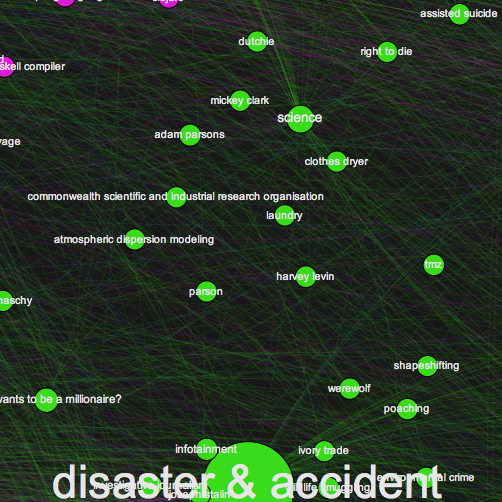 assisted suicide
dutchie
right to die
skell compiler
mickey clark
science
adam parsons
clothes dryer
commonwealth scientific and industrial research organisation
laundry
atmospheric dispersion modeling
tmz
harvey levin
parson
naschy
shapeshifting
werewolf
vants to be a millionaire?
poaching
infotainment
ivory trade
environmental crime
disaster & accident